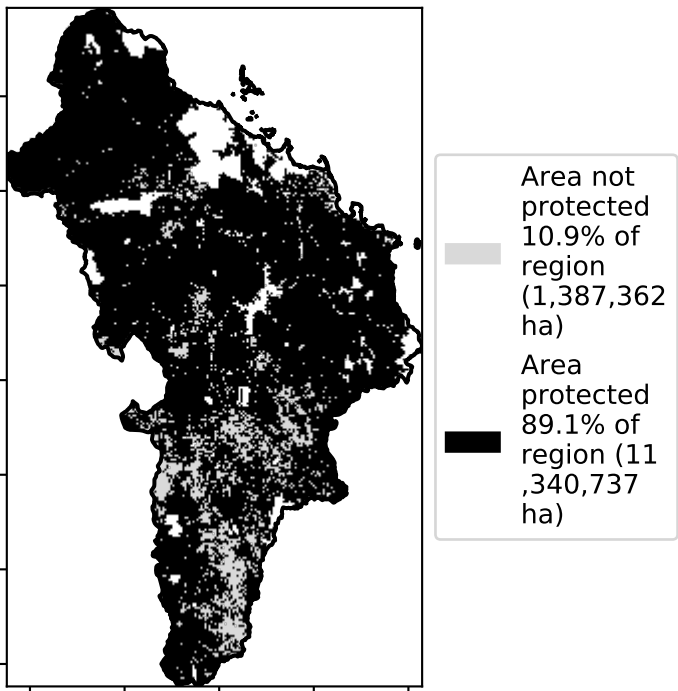 Area not
protected
10.9% of
region
(1,387,362
ha)
Area
protected
89.1% of
region (11
,340,737
ha)